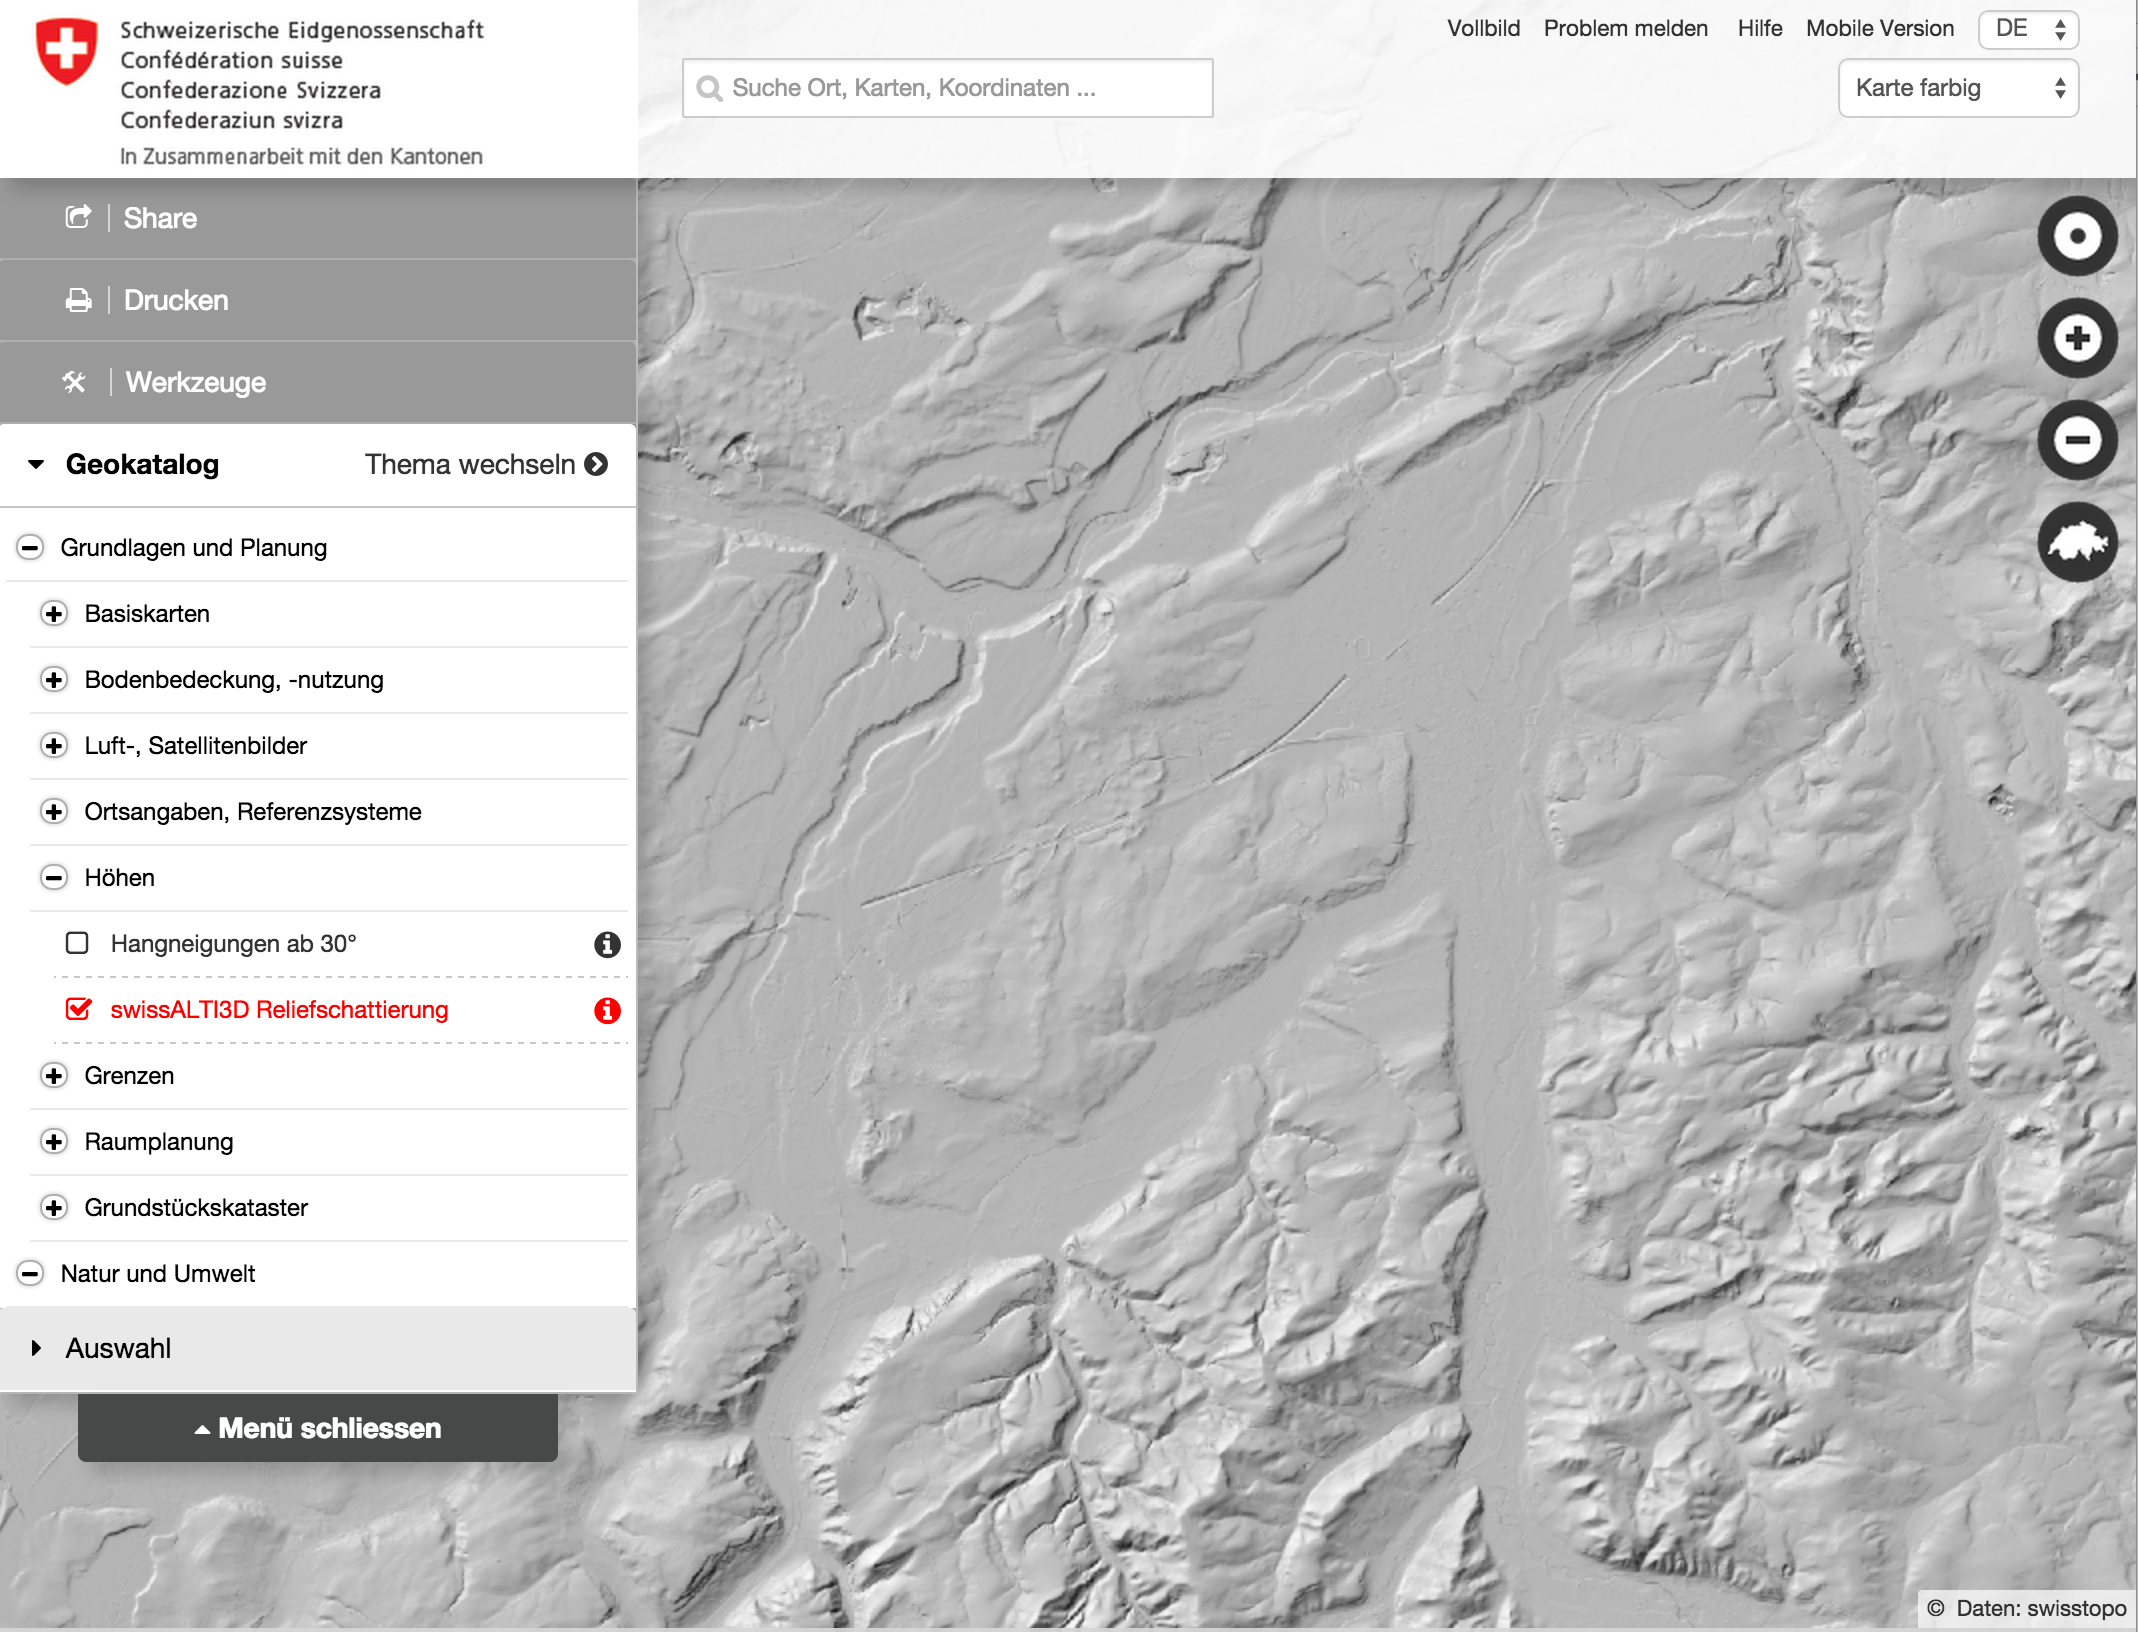 Schweizerische Eidgenossenschaft
Confédération suisse
Confederazione Svizzera
Confederaziun svizra
In Zusammenarbeit mit den Kantonen
Vollbild Problem melden Hilfe Mobile Version DE
Suche Ort, Karten, Koordinaten ...
Karte farbig
Share
Drucken
Werkzeuge
Geokatalog Thema wechseln
Grundlagen und Planung
Basiskarten
Bodenbedeckung, -nutzung
Luft-, Satellitenbilder
Ortsangaben, Referenzsysteme
Höhen
Hangneigungen ab 30°
swissALTI3D Reliefschattierung
Grenzen
Raumplanung
Grundstückskataster
Natur und Umwelt
Auswahl
Menü schliessen
© Daten: swisstopo